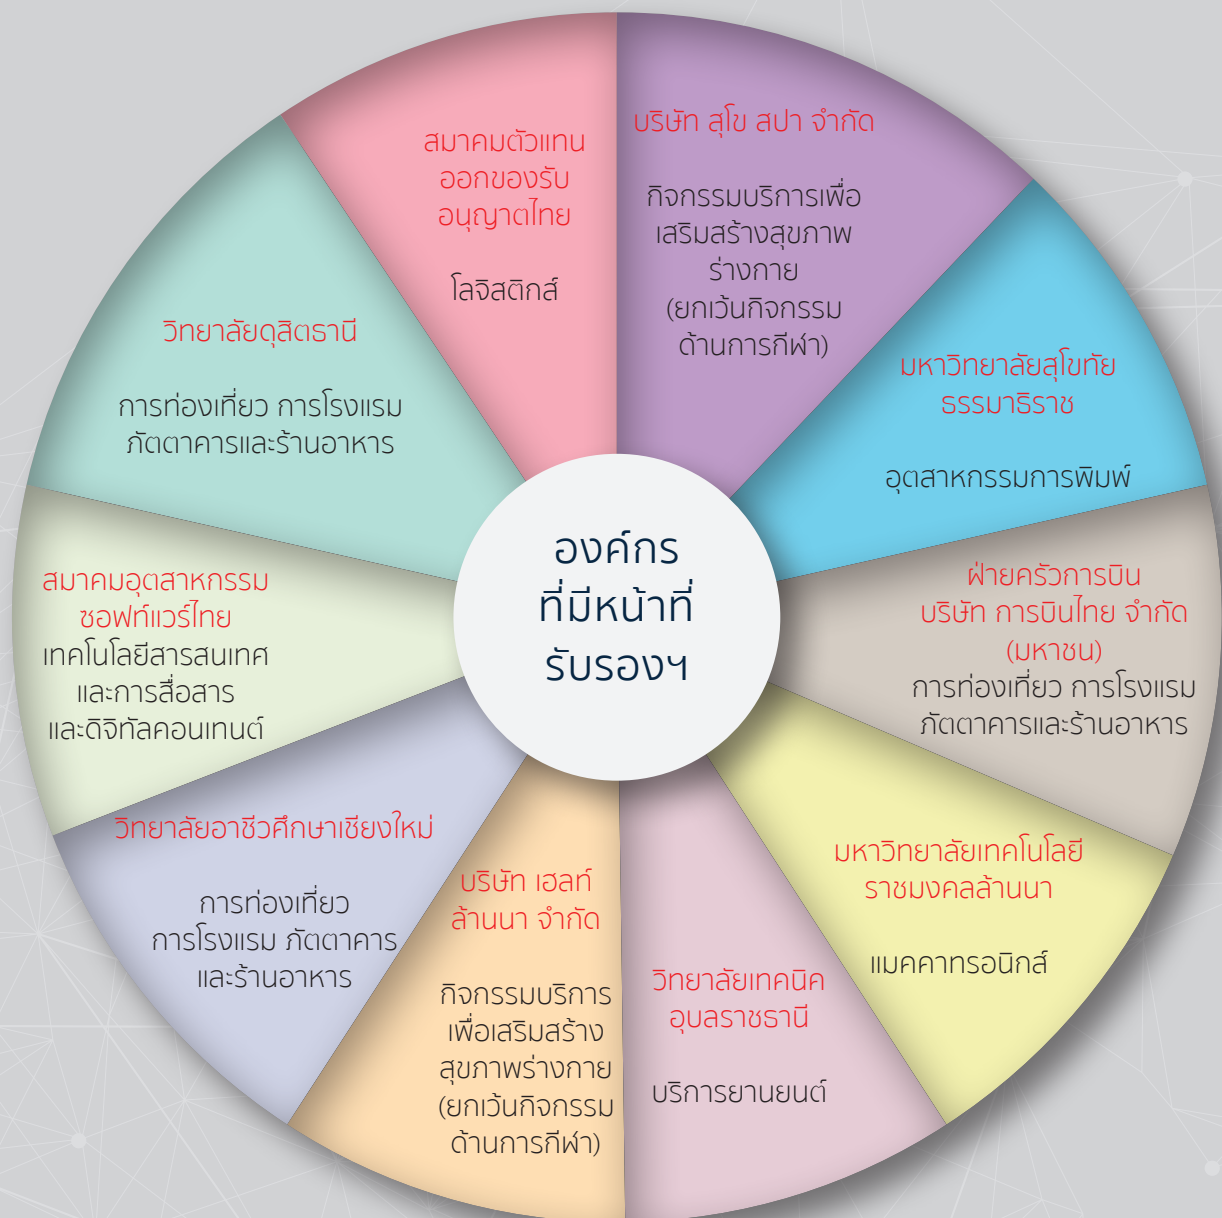 องค์กร
ที่มีหน้าที่
รับรองฯ
บริษัท สุโข สปา จำกัด
กิจกรรมบริการเพื่อ
เสริมสร้างสุขภาพ
ร่างกาย
(ยกเว้นกิจกรรม
ด้านการกีฬา)
มหาวิทยาลัยสุโขทัย
ธรรมาธิราช
อุตสาหกรรมการพิมพ์
ฝ่ายครัวการบิน
บริษัท การบินไทย จำกัด
(มหาชน)
การท่องเที่ยว การโรงแรม
ภัตตาคารและร้านอาหาร
มหาวิทยาลัยเทคโนโลยี
ราชมงคลล้านนา
แมคคาทรอนิกส์
วิทยาลัยเทคนิค
อุบลราชธานี
บริการยานยนต์
บริษัท เฮลท์
ล้านนา จำกัด
กิจกรรมบริการ
เพื่อเสริมสร้าง
สุขภาพร่างกาย
(ยกเว้นกิจกรรม
ด้านการกีฬา)
วิทยาลัยอาชีวศึกษาเชียงใหม่
การท่องเที่ยว
การโรงแรม ภัตตาคาร
และร้านอาหาร
สมาคมอุตสาหกรรม
ซอฟท์แวร์ไทย
เทคโนโลยีสารสนเทศ
และการสื่อสาร
และดิจิทัลคอนเทนต์
วิทยาลัยดุสิตธานี
การท่องเที่ยว การโรงแรม
ภัตตาคารและร้านอาหาร
สมาคมตัวแทน
ออกของรับ
อนุญาตไทย
โลจิสติกส์